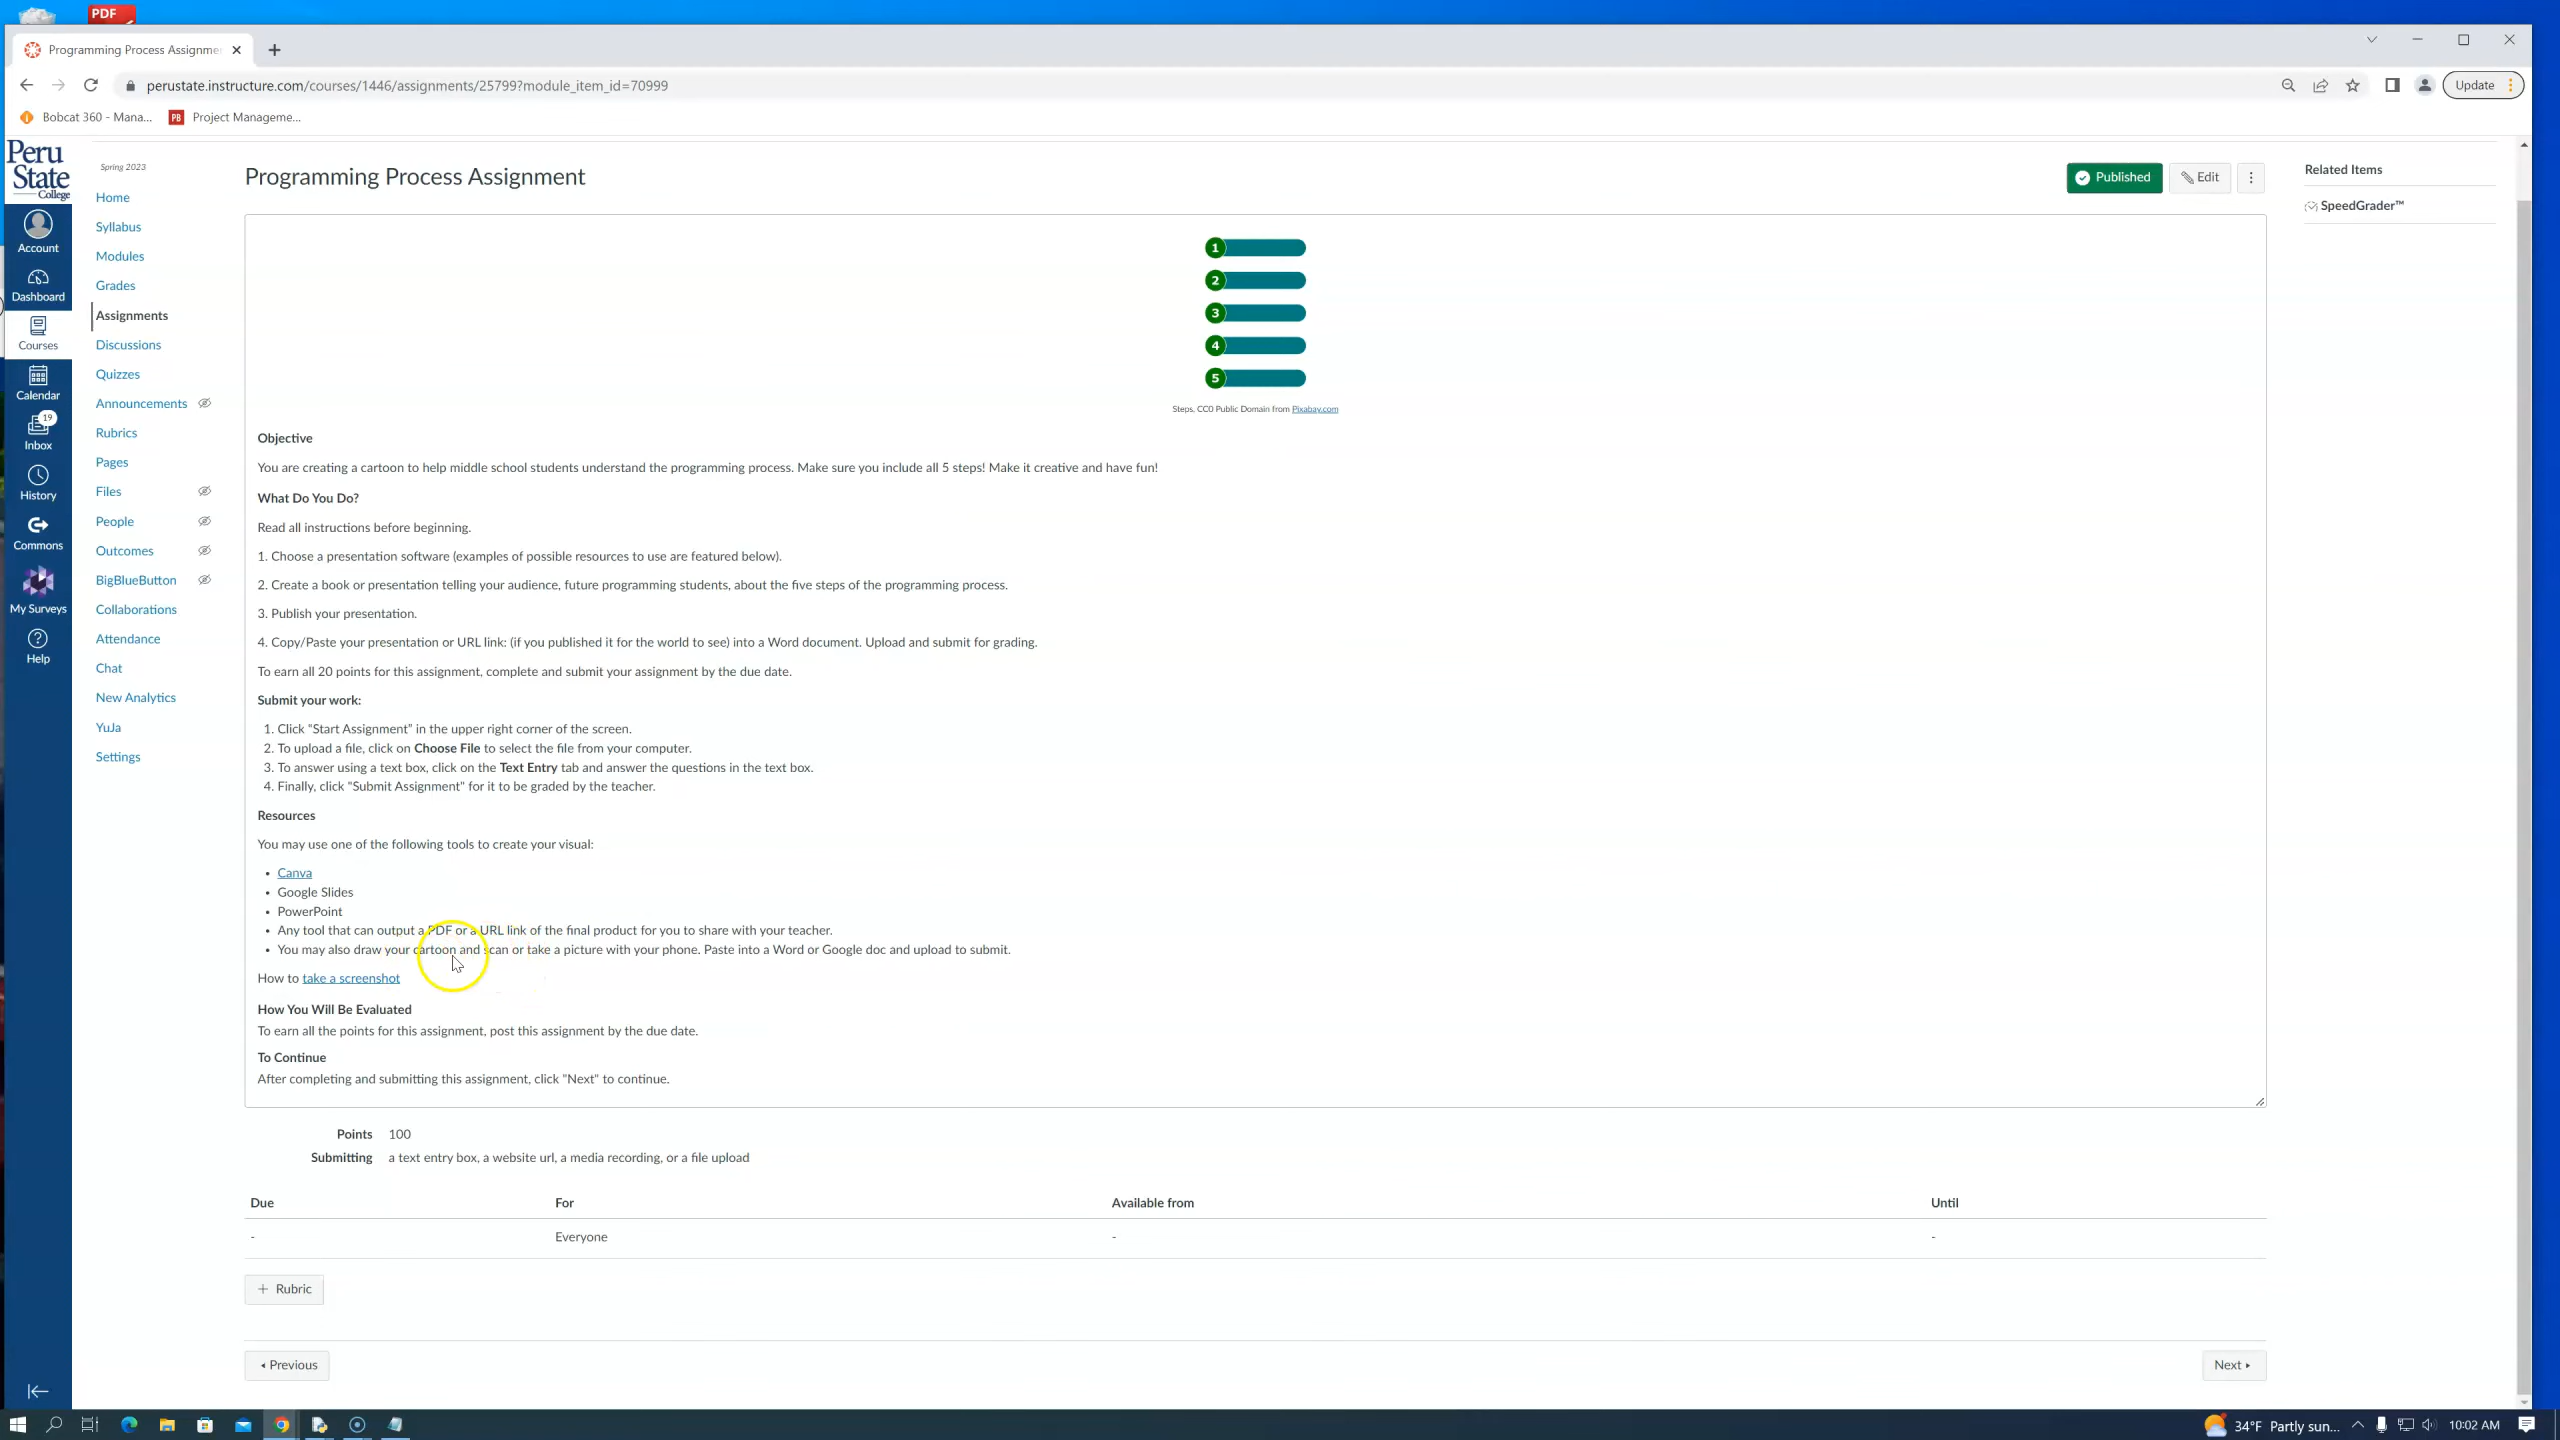 PDF
Programming Process Assignme
perustate.instructure.com/courses/1446/assignments/25799?module_item_id=70999
Update
Bobcat 360 - Mana...
PB Project Manageme...
Peru
State
College
Account
Dashboard
Courses
Calendar
19
Inbox
History
Commons
My Surveys
Help
Spring 2023
Home
Syllabus
Modules
Grades
Assignments
Discussions
Quizzes
Announcements
Rubrics
Pages
Files
People
Outcomes
BigBlueButton
Collaborations
Attendance
Chat
New Analytics
YuJa
Settings
Programming Process Assignment
Published
Edit
Related Items
SpeedGrader™
1
2
3
4
5
Steps, CC0 Public Domain from Pixabay.com
Objective
You are creating a cartoon to help middle school students understand the programming process. Make sure you include all 5 steps! Make it creative and have fun!
What Do You Do?
Read all instructions before beginning.
1. Choose a presentation software (examples of possible resources to use are featured below).
2. Create a book or presentation telling your audience, future programming students, about the five steps of the programming process.
3. Publish your presentation.
4. Copy/Paste your presentation or URL link: (if you published it for the world to see) into a Word document. Upload and submit for grading.
To earn all 20 points for this assignment, complete and submit your assignment by the due date.
Submit your work:
1. Click "Start Assignment" in the upper right corner of the screen.
2. To upload a file, click on Choose File to select the file from your computer.
3. To answer using a text box, click on the Text Entry tab and answer the questions in the text box.
4. Finally, click "Submit Assignment" for it to be graded by the teacher.
Resources
You may use one of the following tools to create your visual:
• Canva
• Google Slides
• PowerPoint
• Any tool that can output a PDF or a URL link of the final product for you to share with your teacher.
• You may also draw your cartoon and scan or take a picture with your phone. Paste into a Word or Google doc and upload to submit.
How to take a screenshot
How You Will Be Evaluated
To earn all the points for this assignment, post this assignment by the due date.
To Continue
After completing and submitting this assignment, click "Next" to continue.
Points 100
Submitting a text entry box, a website url, a media recording, or a file upload
Due For Available from Until
- Everyone - -
+ Rubric
Previous
Next
34°F Partly sun...
10:02 AM